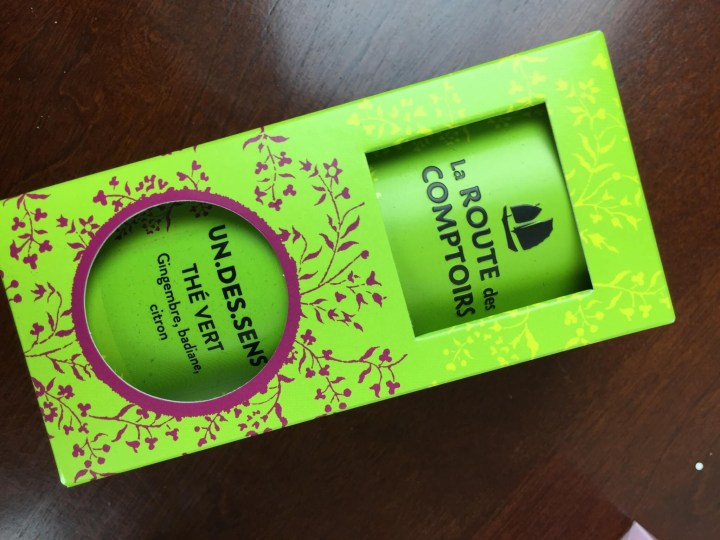 UN.DES.SENS
THÉ VERT
Gingembre, badiane,
citron
La ROUTE des
COMPTOIRS